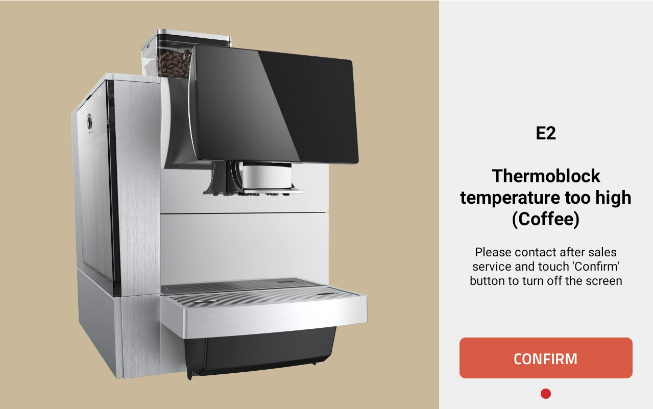 E2
Thermoblock
temperature too high
(Coffee)
Please contact after sales
service and touch 'Confirm'
button to turn off the screen
CONFIRM